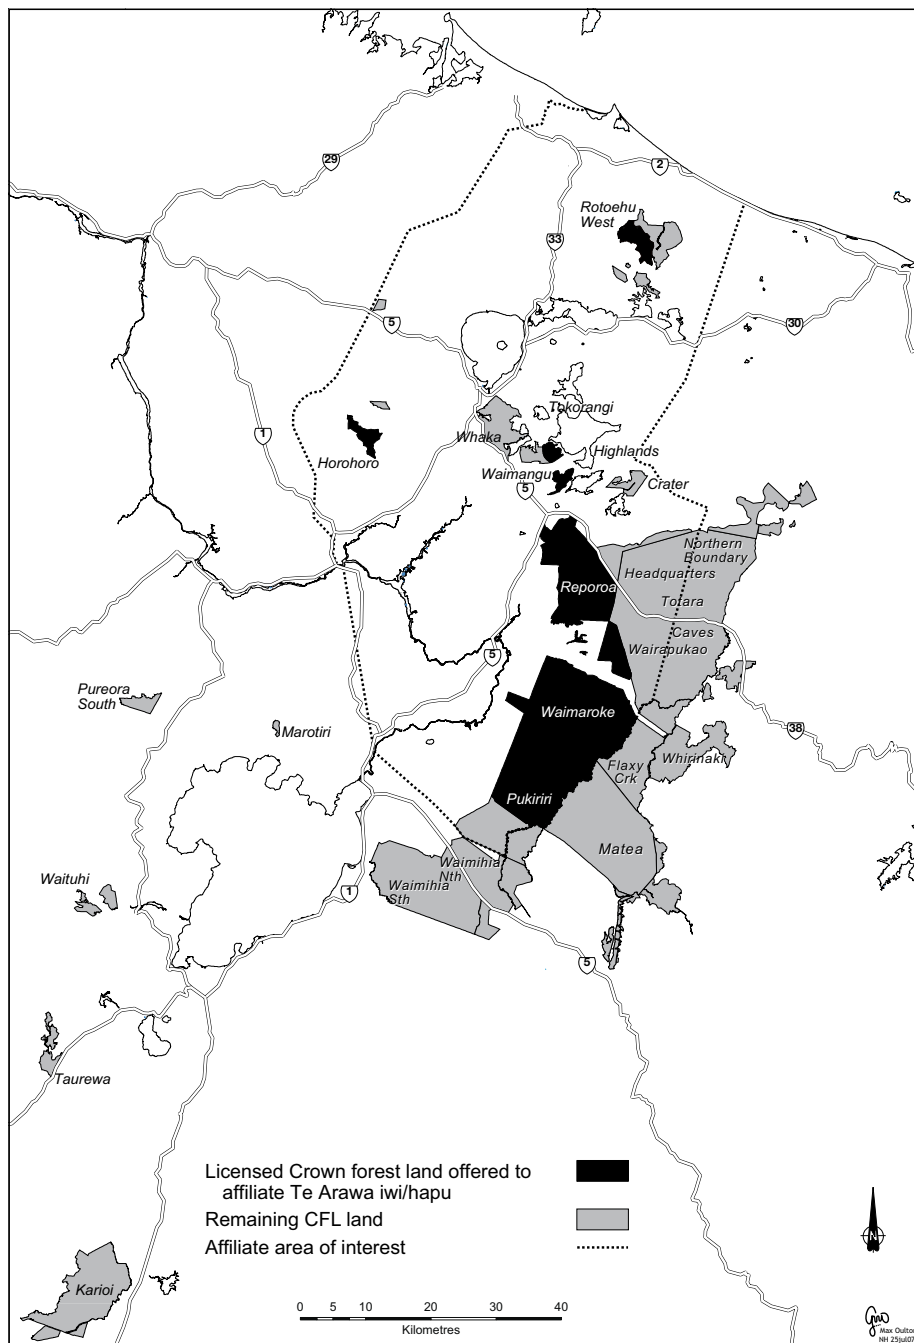 29
2
Rotoehu
West
33
5
30
1
Tokorangi
Whaka
Horohoro
Highlands
Waimangu
5
Crater
Northern
Boundary
Headquarters
Reporoa
Totara
Caves
Wairapukao
5
Pureora
South
Waimaroke
38
Marotiri
Whirinaki
Flaxy
Crk
Pukiriri
Matea
Waimihia
Nth
Waituhi
Waimihia
Sth
1
5
Taurewa
Licensed Crown forest land offered to
affiliate Te Arawa iwi/hapu
Remaining CFL land
Affiliate area of interest
N
Karioi
0 5 10 20 30 40
Kilometres
Max Oulton
NH 25jul07